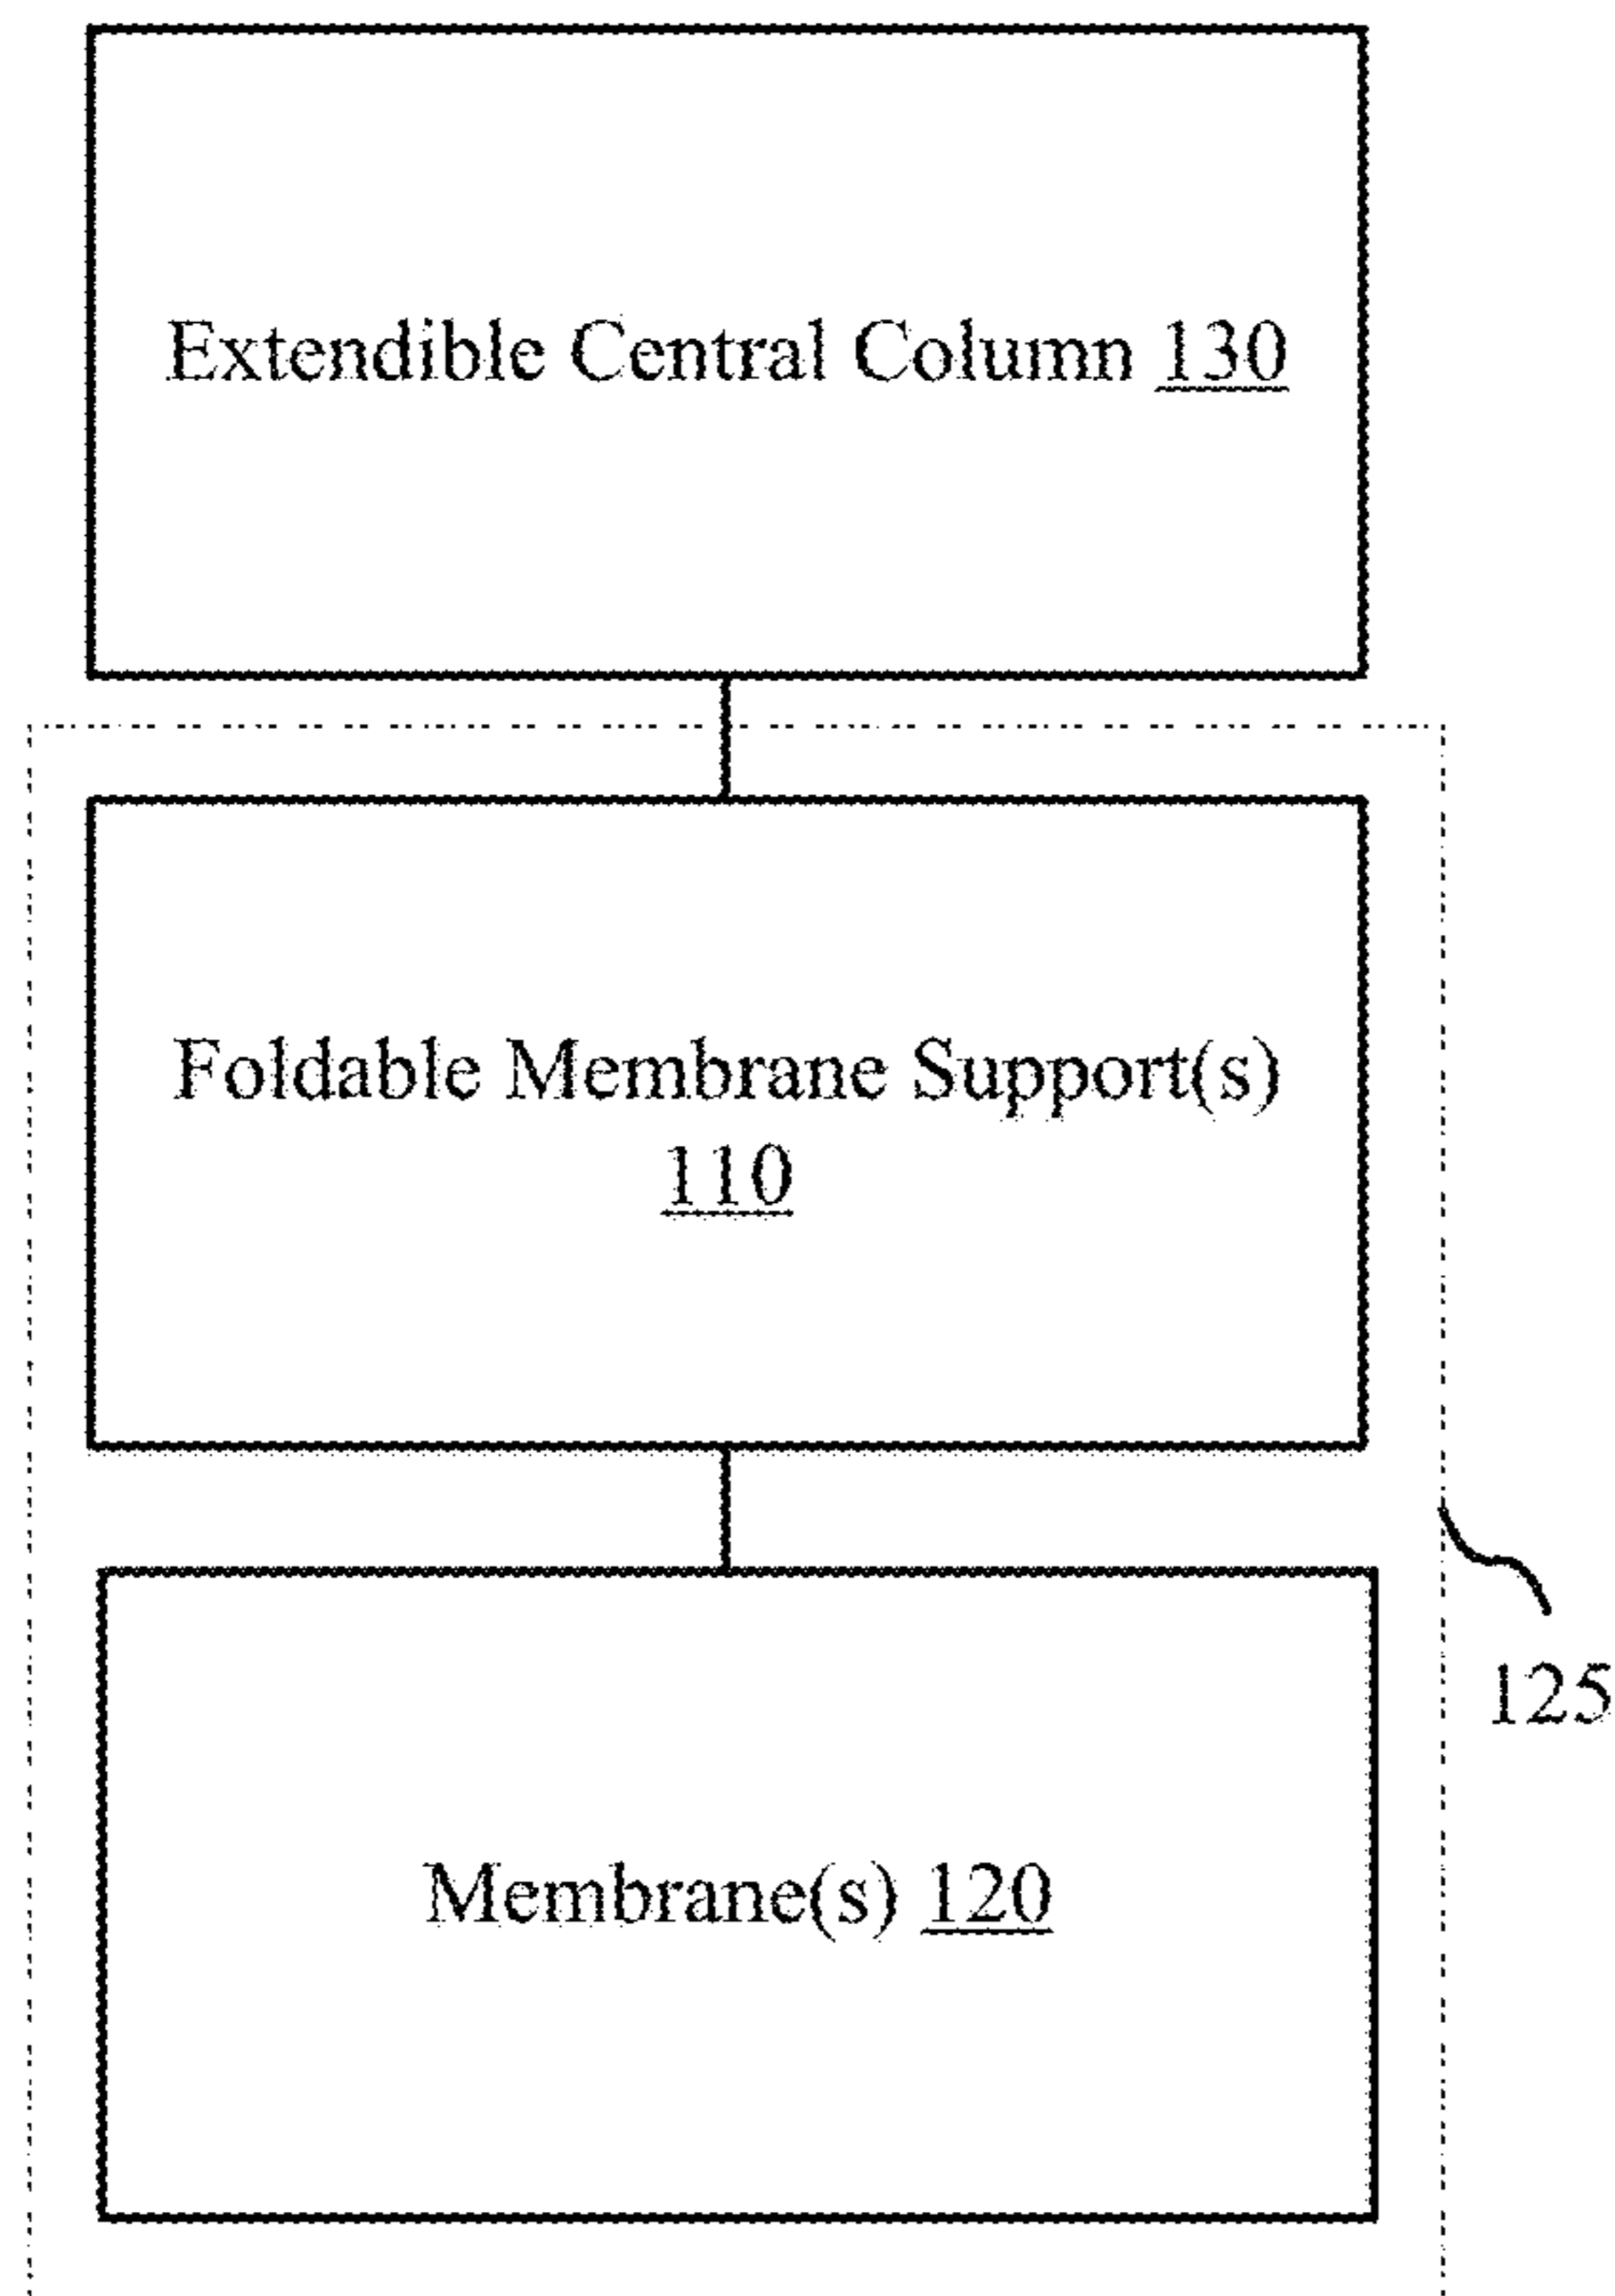 Extendible Central Column 130
Foldable Membrane Support(s)
110
125
Membrane(s) 120